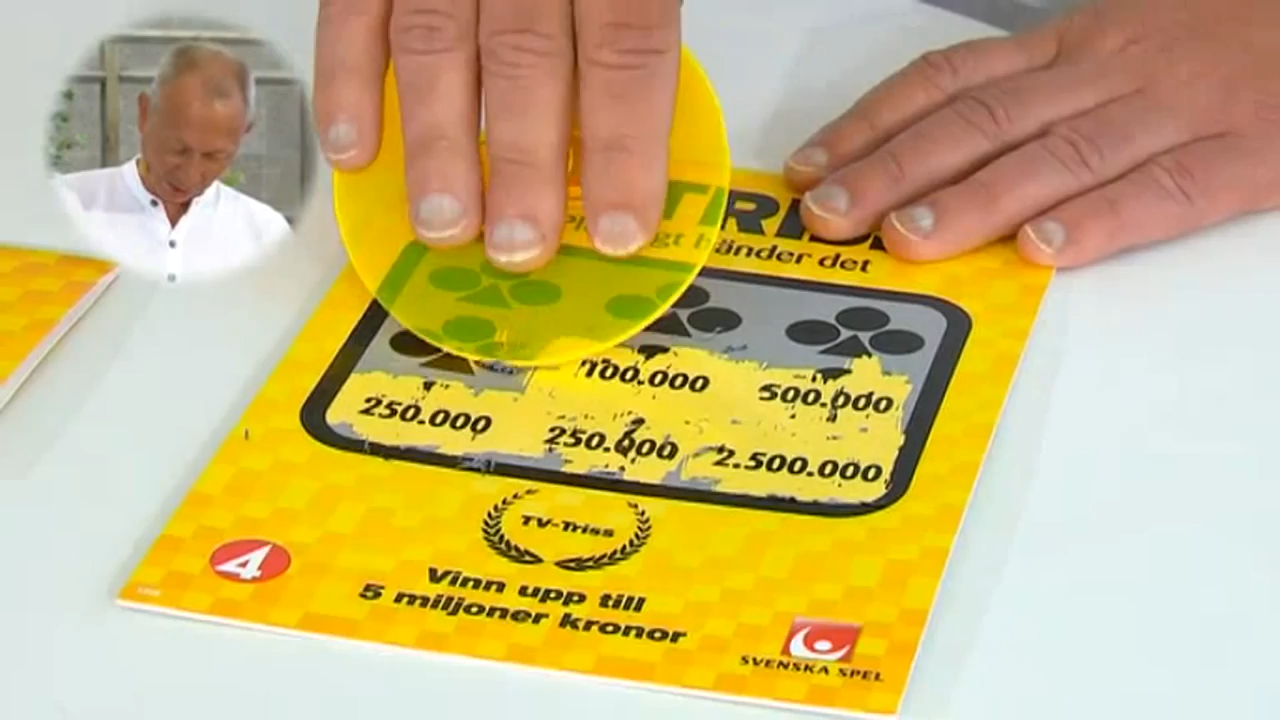 TRISS
Plötsligt händer det
100.000
500.000
250.000
250.000
2.500.000
TV-Triss
4
Vinn upp till
5 miljoner kronor
SVENSKA SPEL